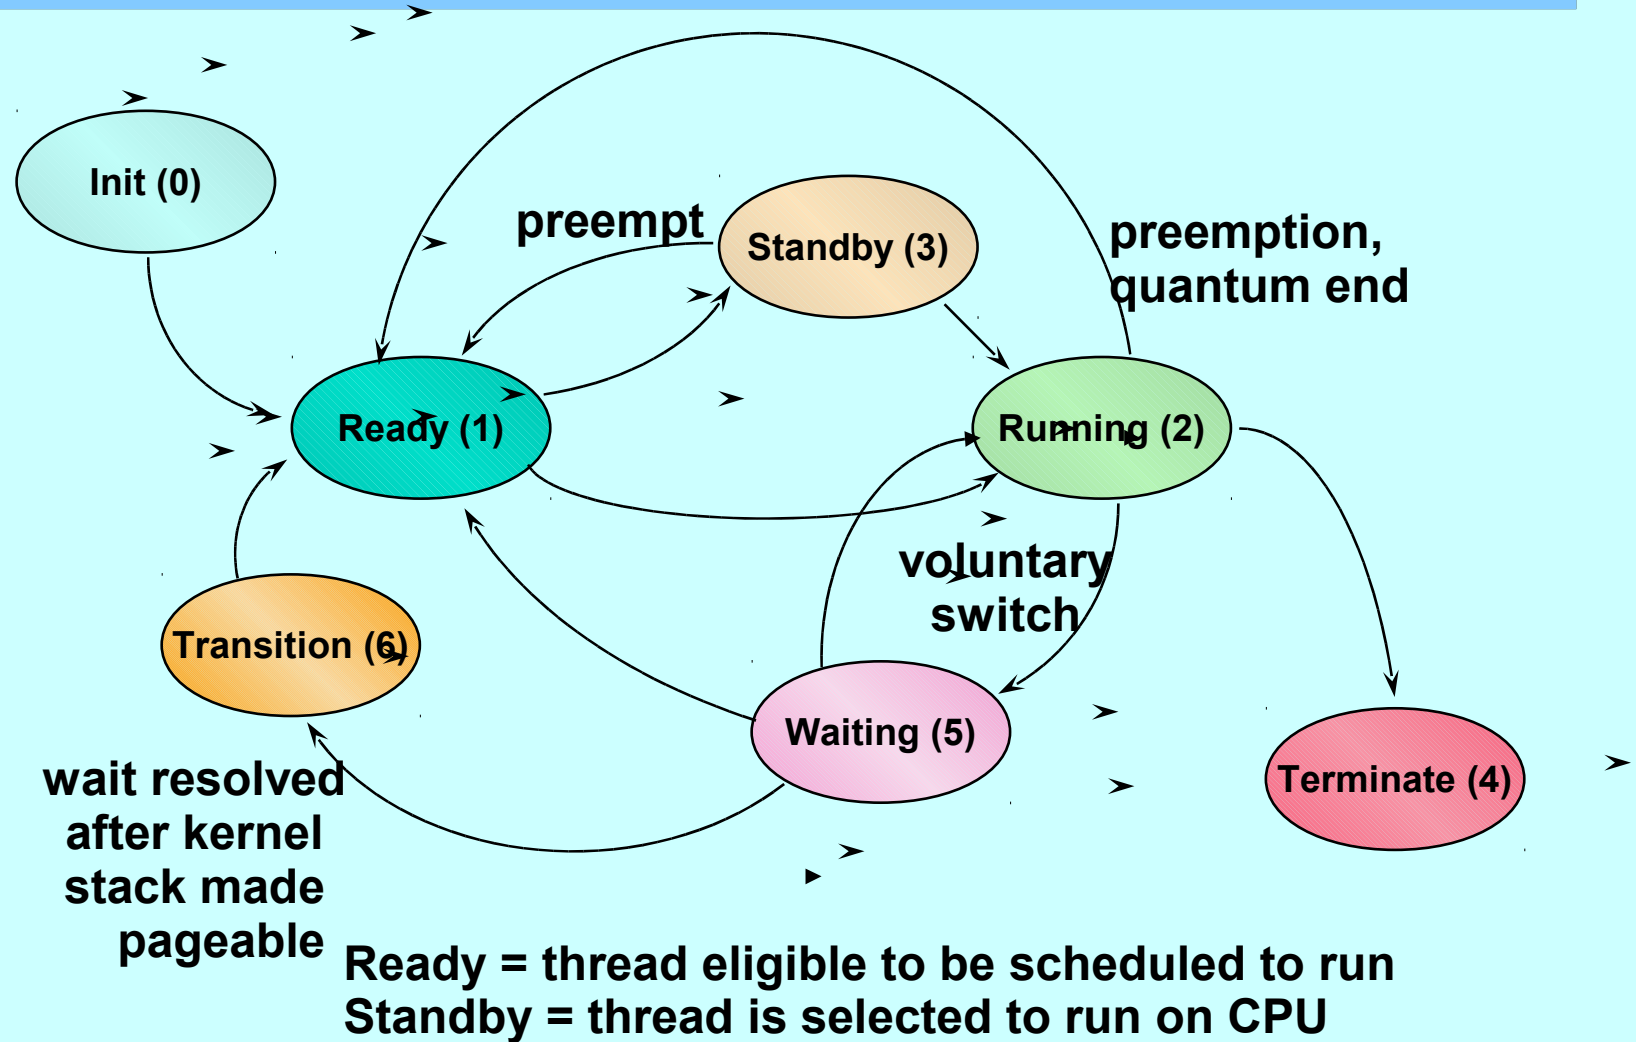 Init (0)
preempt
Standby (3)
preemption,
quantum end
Ready (1)
Running (2)
voluntary
switch
Transition (6)
Waiting (5)
Terminate (4)
wait resolved
after kernel
stack made
pageable
Ready = thread eligible to be scheduled to run
Standby = thread is selected to run on CPU